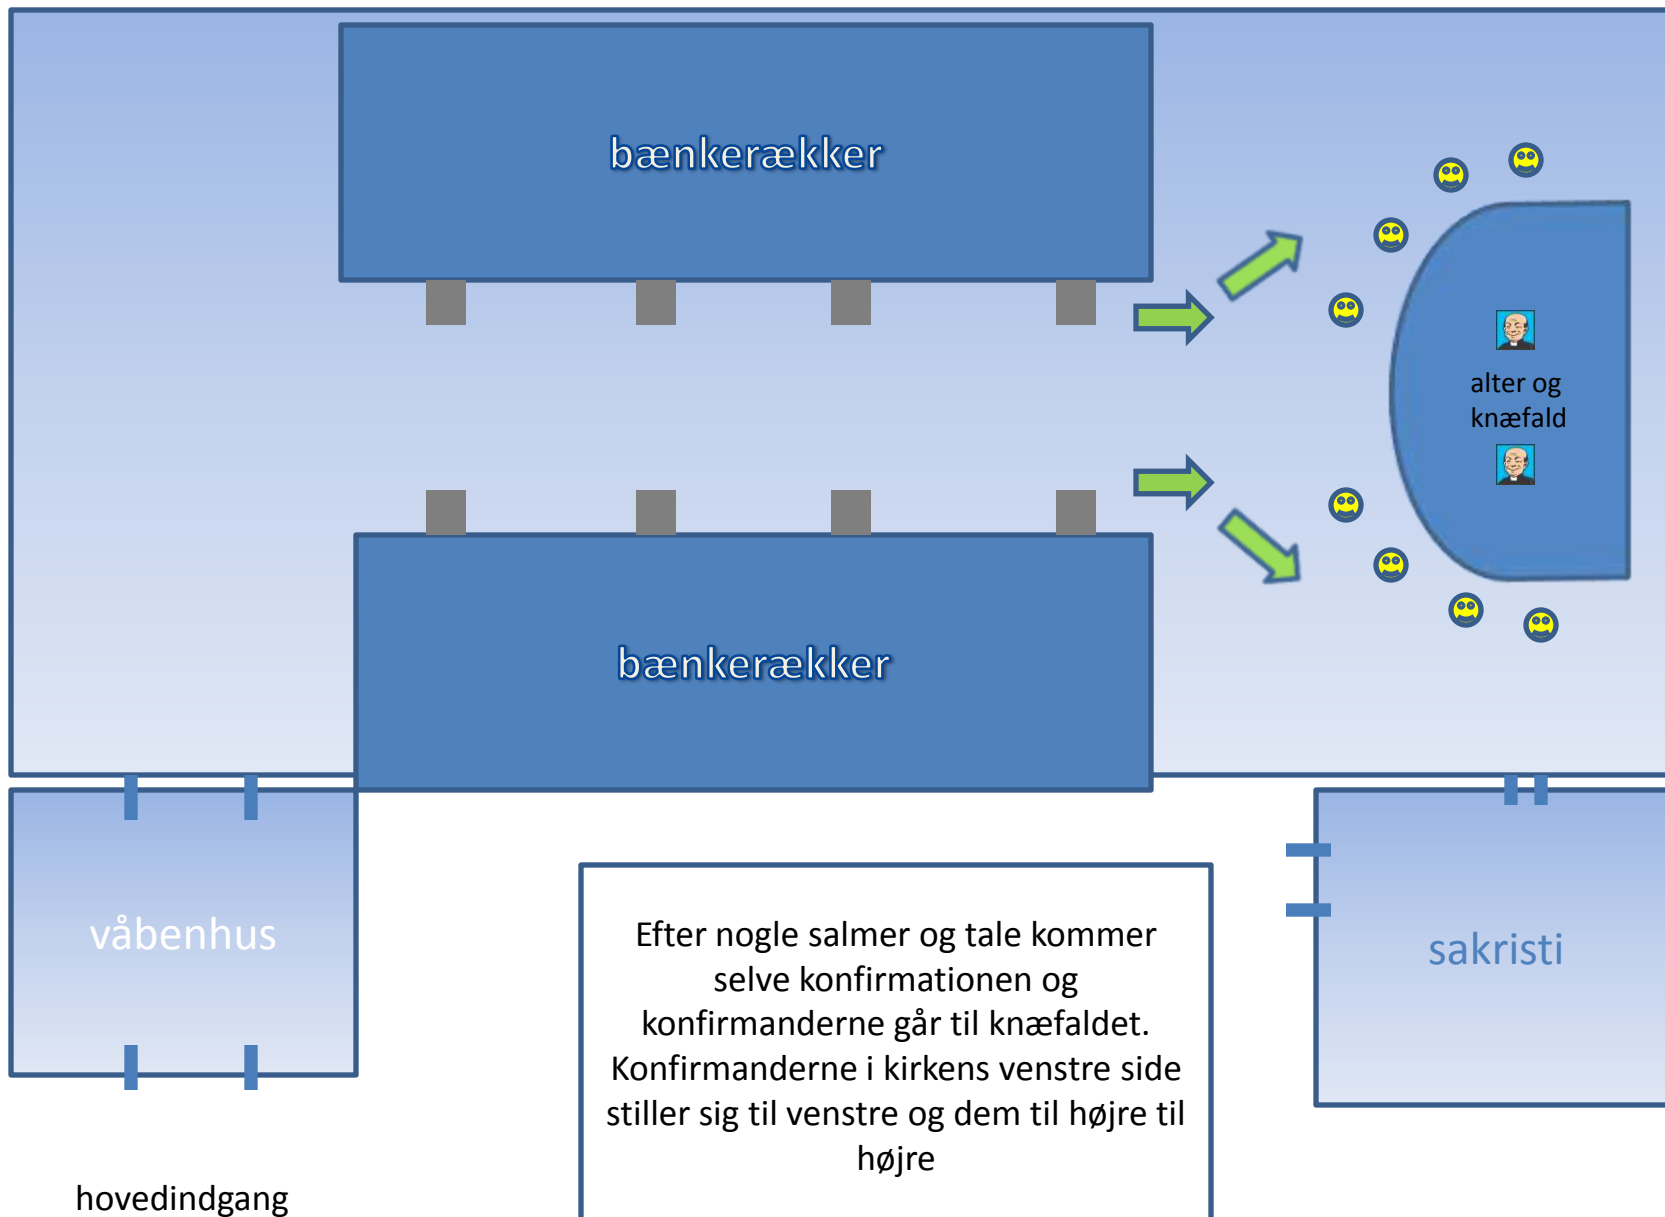 bænkerækker
alter og
knæfald
bænkerækker
våbenhus
sakristi
Efter nogle salmer og tale kommer
selve konfirmationen og
konfirmanderne går til knæfaldet.
Konfirmanderne i kirkens venstre side
stiller sig til venstre og dem til højre til
højre
hovedindgang